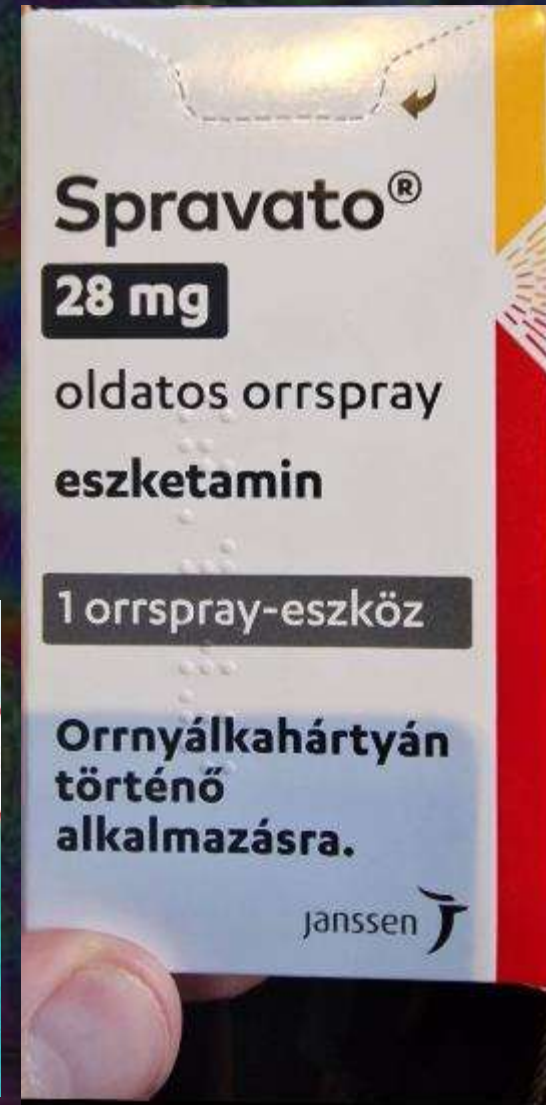 Spravato®
28 mg
oldatos orrspray
eszketamin
1 orrspray-eszköz
Orrnyálkahártyán
történő
alkalmazásra.
janssen